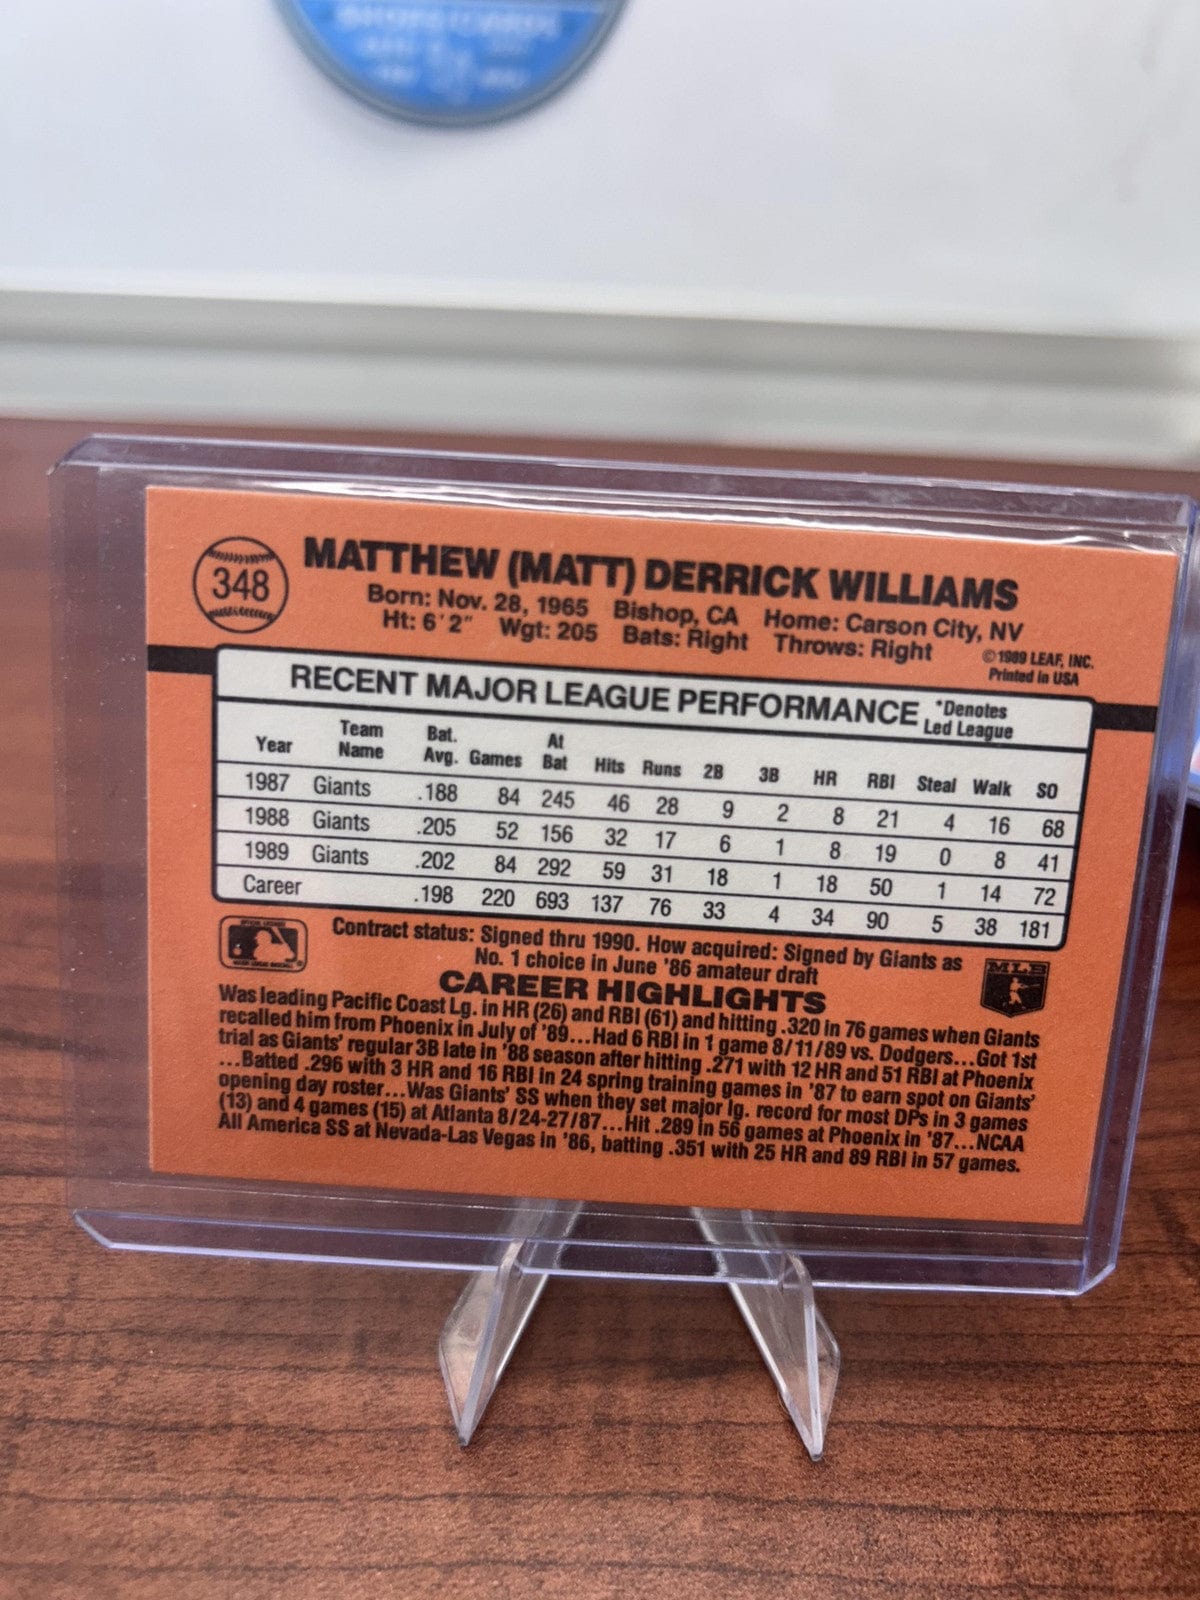 348
MATTHEW (MATT) DERRICK WILLIAMS
Born: Nov. 28, 1965 Bishop, CA Home: Carson City, NV
Ht: 6'2" Wgt: 205 Bats: Right Throws: Right
©1989 LEAF, INC.
Printed in USA
RECENT MAJOR LEAGUE PERFORMANCE *Denotes Led League
Year Team Name Bat. Avg. Games At Bat Hits Runs 2B 3B HR RBI Steal Walk SO
1987 Giants .188 84 245 46 28 9 2 8 21 4 16 68
1988 Giants .205 52 156 32 17 6 1 8 19 0 8 41
1989 Giants .202 84 292 59 31 18 1 18 50 1 14 72
Career .198 220 693 137 76 33 4 34 90 5 38 181
Contract status: Signed thru 1990. How acquired: Signed by Giants as
No. 1 choice in June '86 amateur draft
MLB
CAREER HIGHLIGHTS
Was leading Pacific Coast Lg. in HR (26) and RBI (61) and hitting .320 in 76 games when Giants
recalled him from Phoenix in July of '89...Had 6 RBI in 1 game 8/11/89 vs. Dodgers...Got 1st
trial as Giants' regular 3B late in '88 season after hitting .271 with 12 HR and 51 RBI at Phoenix
...Batted .296 with 3 HR and 16 RBI in 24 spring training games in '87 to earn spot on Giants'
opening day roster...Was Giants' SS when they set major lg. record for most DPs in 3 games
(13) and 4 games (15) at Atlanta 8/24-27/87...Hit .289 in 56 games at Phoenix in '87...NCAA
All America SS at Nevada-Las Vegas in '86, batting .351 with 25 HR and 89 RBI in 57 games.